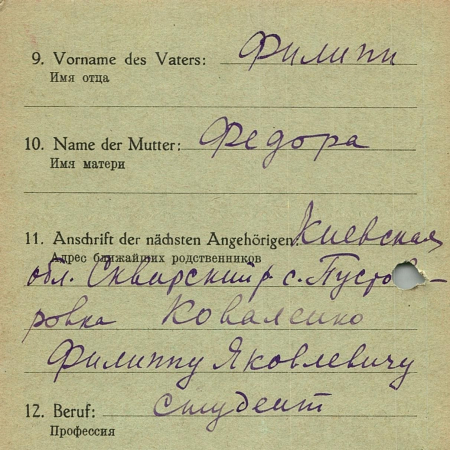 9. Vorname des Vaters: Филипп
Имя отца
10. Name der Mutter: Федора
Имя матери
11. Anschrift der nächsten Angehörigen: Киевская
Адрес ближайших родственников
обл. Сквирский р с. Пусто-
ровка Коваленко
Филиппу Яковлевичу
12. Beruf: студент
Профессия